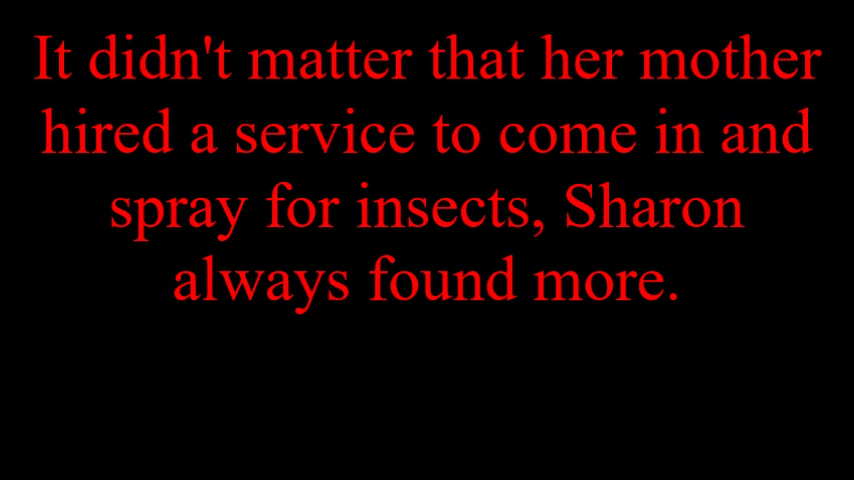 It didn't matter that her mother
hired a service to come in and
spray for insects, Sharon
always found more.